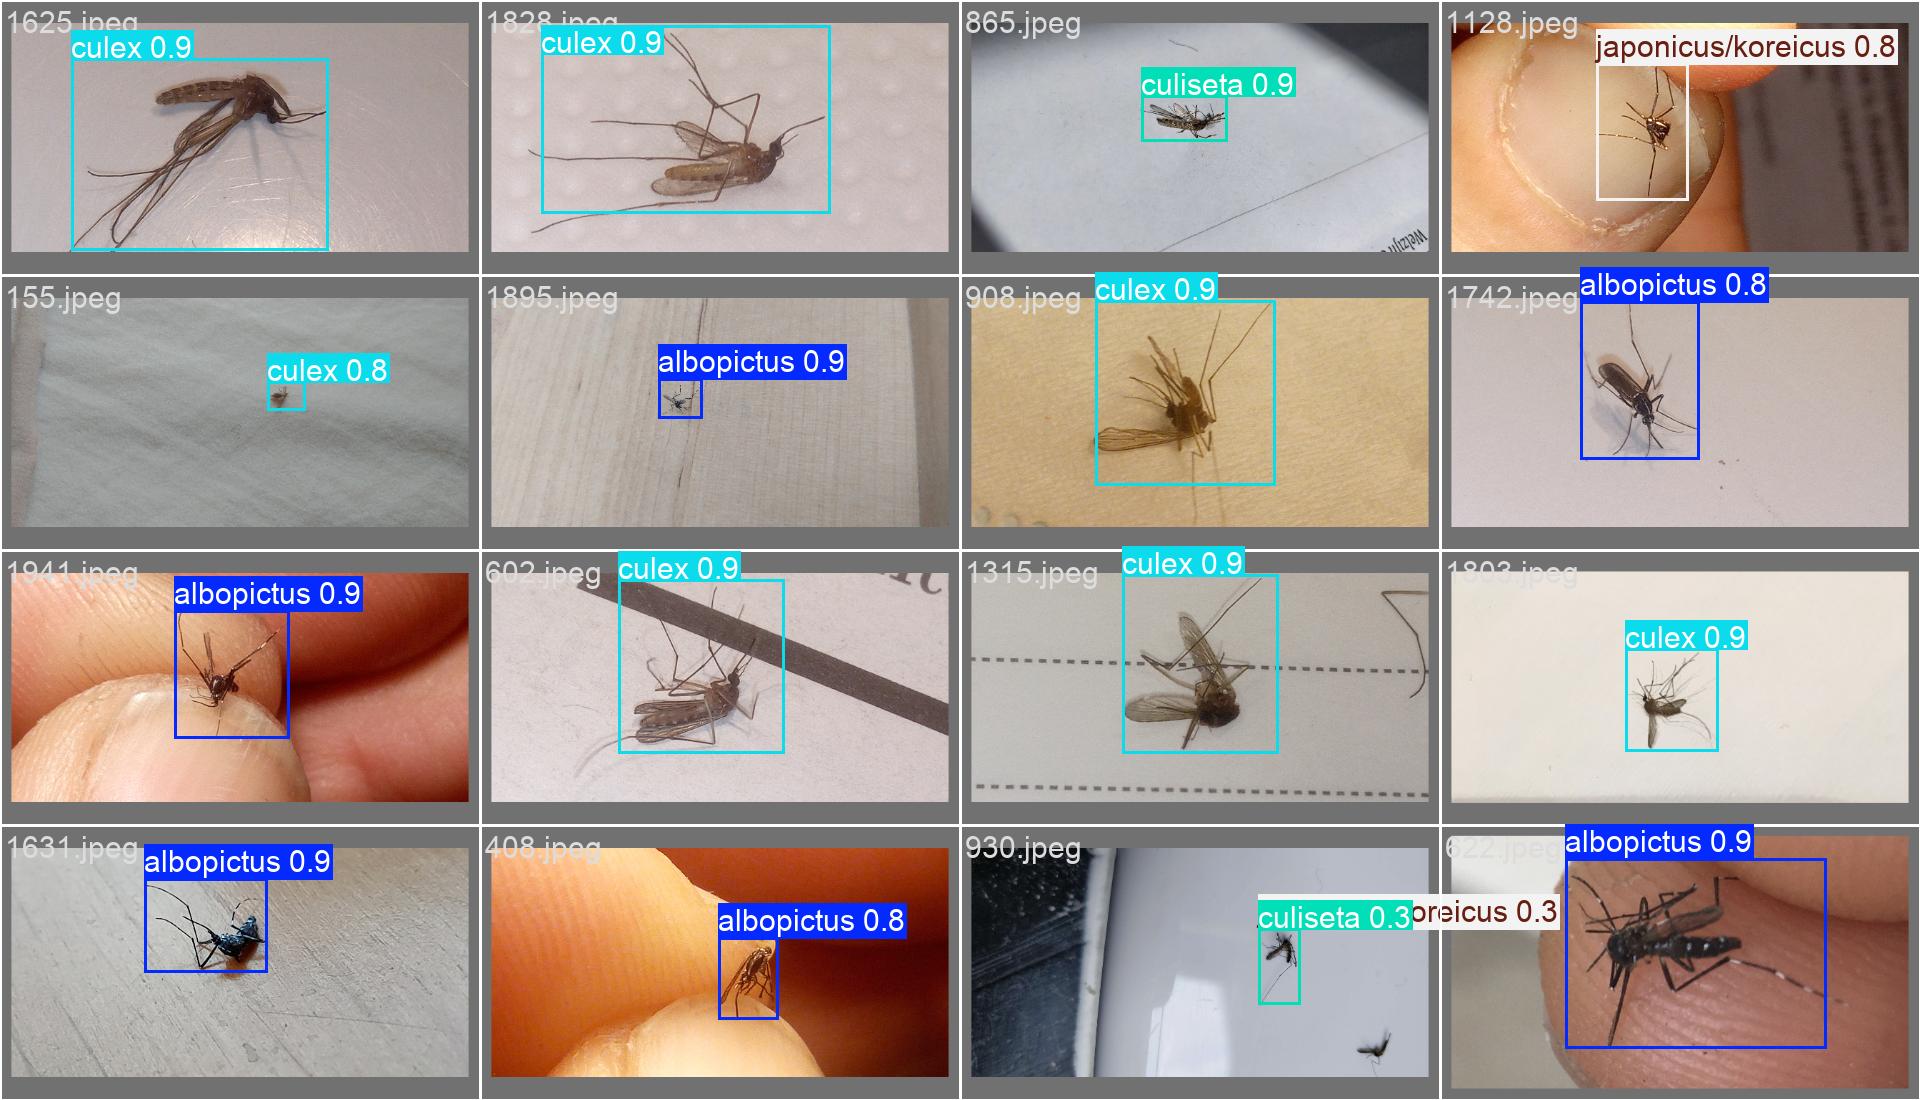 1625.jpeg
culex 0.9
1828.jpeg
culex 0.9
865.jpeg
culiseta 0.9
1128.jpeg
japonicus/koreicus 0.8
155.jpeg
culex 0.8
1895.jpeg
albopictus 0.9
908.jpeg
culex 0.9
1742.jpeg
albopictus 0.8
1941.jpeg
albopictus 0.9
602.jpeg
culex 0.9
1315.jpeg
culex 0.9
1803.jpeg
culex 0.9
1631.jpeg
albopictus 0.9
408.jpeg
albopictus 0.8
930.jpeg
culiseta 0.3
oreicus 0.3
622.jpeg
albopictus 0.9